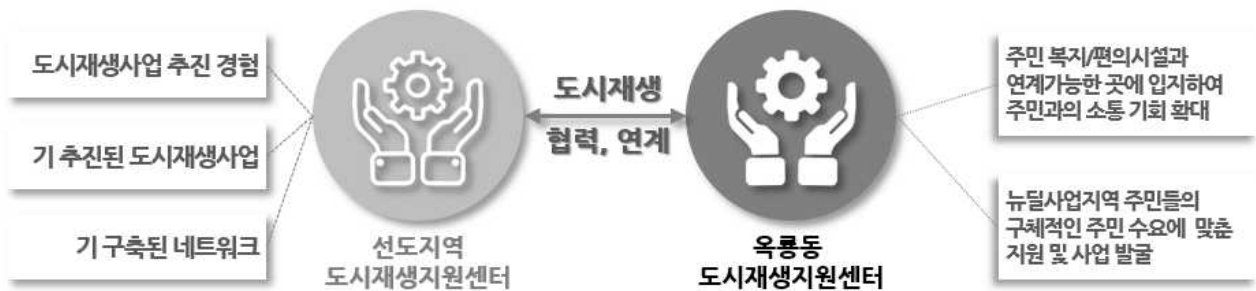 도시재생사업 추진 경험
기 추진된 도시재생사업
기 구축된 네트워크
선도지역
도시재생지원센터
도시재생
협력, 연계
옥룡동
도시재생지원센터
주민 복지/편의시설과
연계가능한 곳에 입지하여
주민과의 소통 기회 확대
뉴딜사업지역 주민들의
구체적인 주민 수요에 맞춘
지원 및 사업 발굴